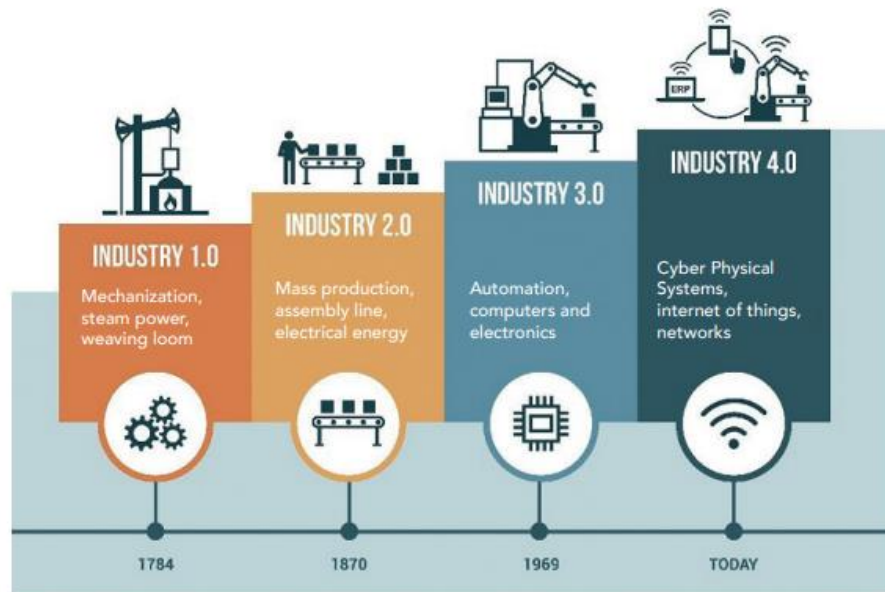 ERP
INDUSTRY 1.0
Mechanization,
steam power,
weaving loom
INDUSTRY 2.0
Mass production,
assembly line,
electrical energy
INDUSTRY 3.0
Automation,
computers and
electronics
INDUSTRY 4.0
Cyber Physical
Systems,
internet of things,
networks
1784
1870
1969
TODAY